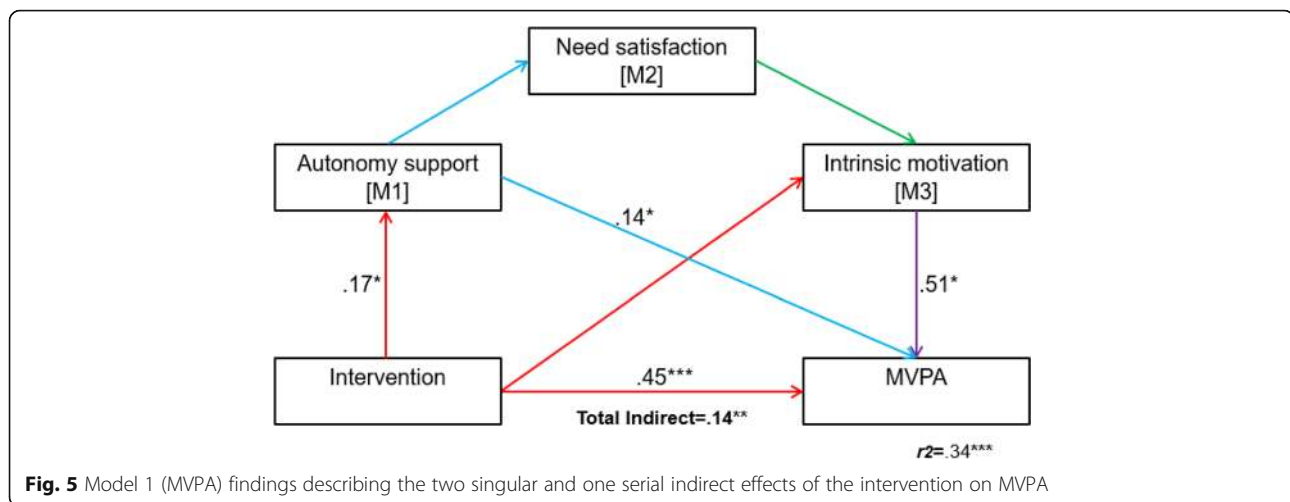 Need satisfaction
[M2]
Autonomy support
[M1]
Intrinsic motivation
[M3]
.14*
.17*
.51*
Intervention
.45***
MVPA
Total Indirect=.14**
r2=.34***
Fig. 5 Model 1 (MVPA) findings describing the two singular and one serial indirect effects of the intervention on MVPA